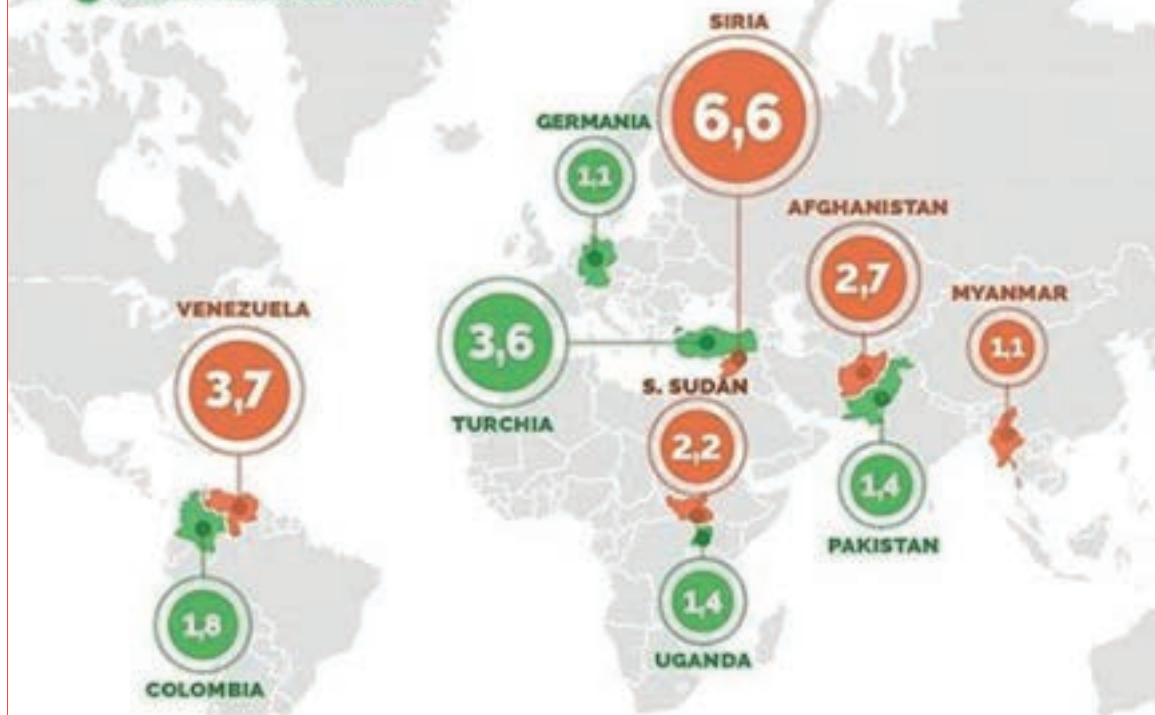 SIRIA
6,6
GERMANIA
1,1
AFGHANISTAN
2,7
MYANMAR
1,1
VENEZUELA
3,7
3,6
TURCHIA
S. SUDAN
2,2
1,4
PAKISTAN
1,8
COLOMBIA
1,4
UGANDA